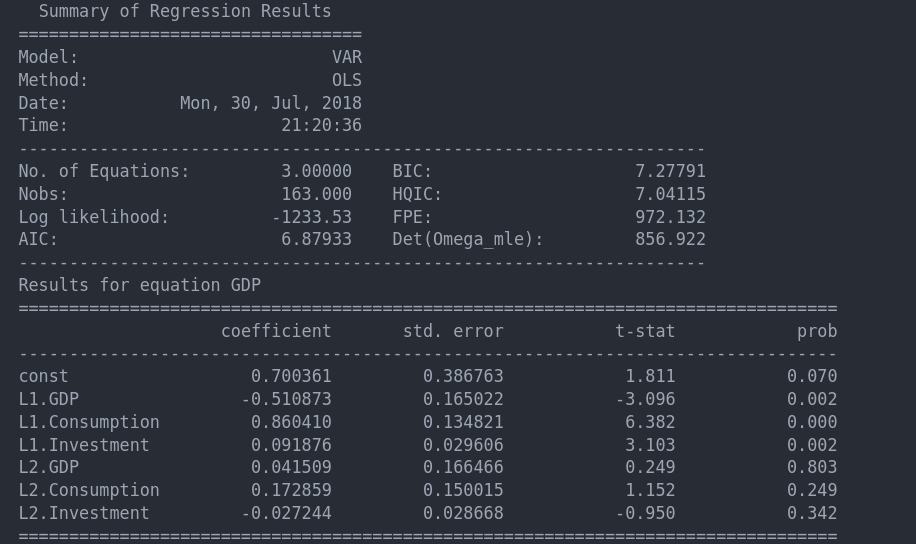 Summary of Regression Results
==================================
Model: VAR
Method: OLS
Date: Mon, 30, Jul, 2018
Time: 21:20:36
--------------------------------------------------------------------
No. of Equations: 3.00000 BIC: 7.27791
Nobs: 163.000 HQIC: 7.04115
Log likelihood: -1233.53 FPE: 972.132
AIC: 6.87933 Det(Omega_mle): 856.922
--------------------------------------------------------------------
Results for equation GDP
=================================================================================
coefficient std. error t-stat prob
---------------------------------------------------------------------------------
const 0.700361 0.386763 1.811 0.070
L1.GDP -0.510873 0.165022 -3.096 0.002
L1.Consumption 0.860410 0.134821 6.382 0.000
L1.Investment 0.091876 0.029606 3.103 0.002
L2.GDP 0.041509 0.166466 0.249 0.803
L2.Consumption 0.172859 0.150015 1.152 0.249
L2.Investment -0.027244 0.028668 -0.950 0.342
=================================================================================